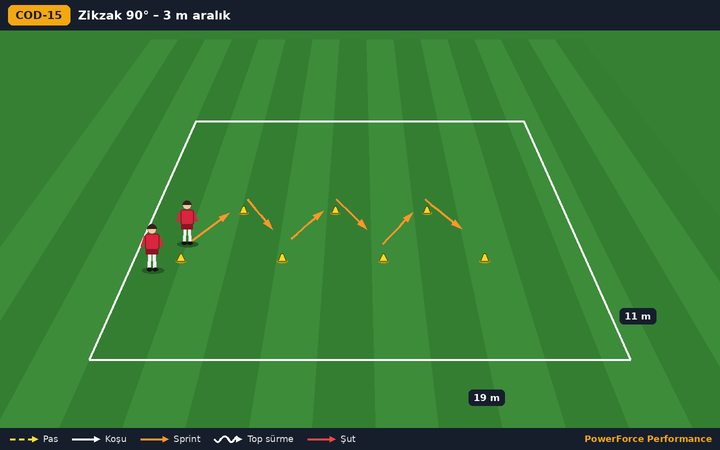 COD-15 Zikzak 90° – 3 m aralık
11 m
19 m
Pas Koşu Sprint Top sürme Şut PowerForce Performance